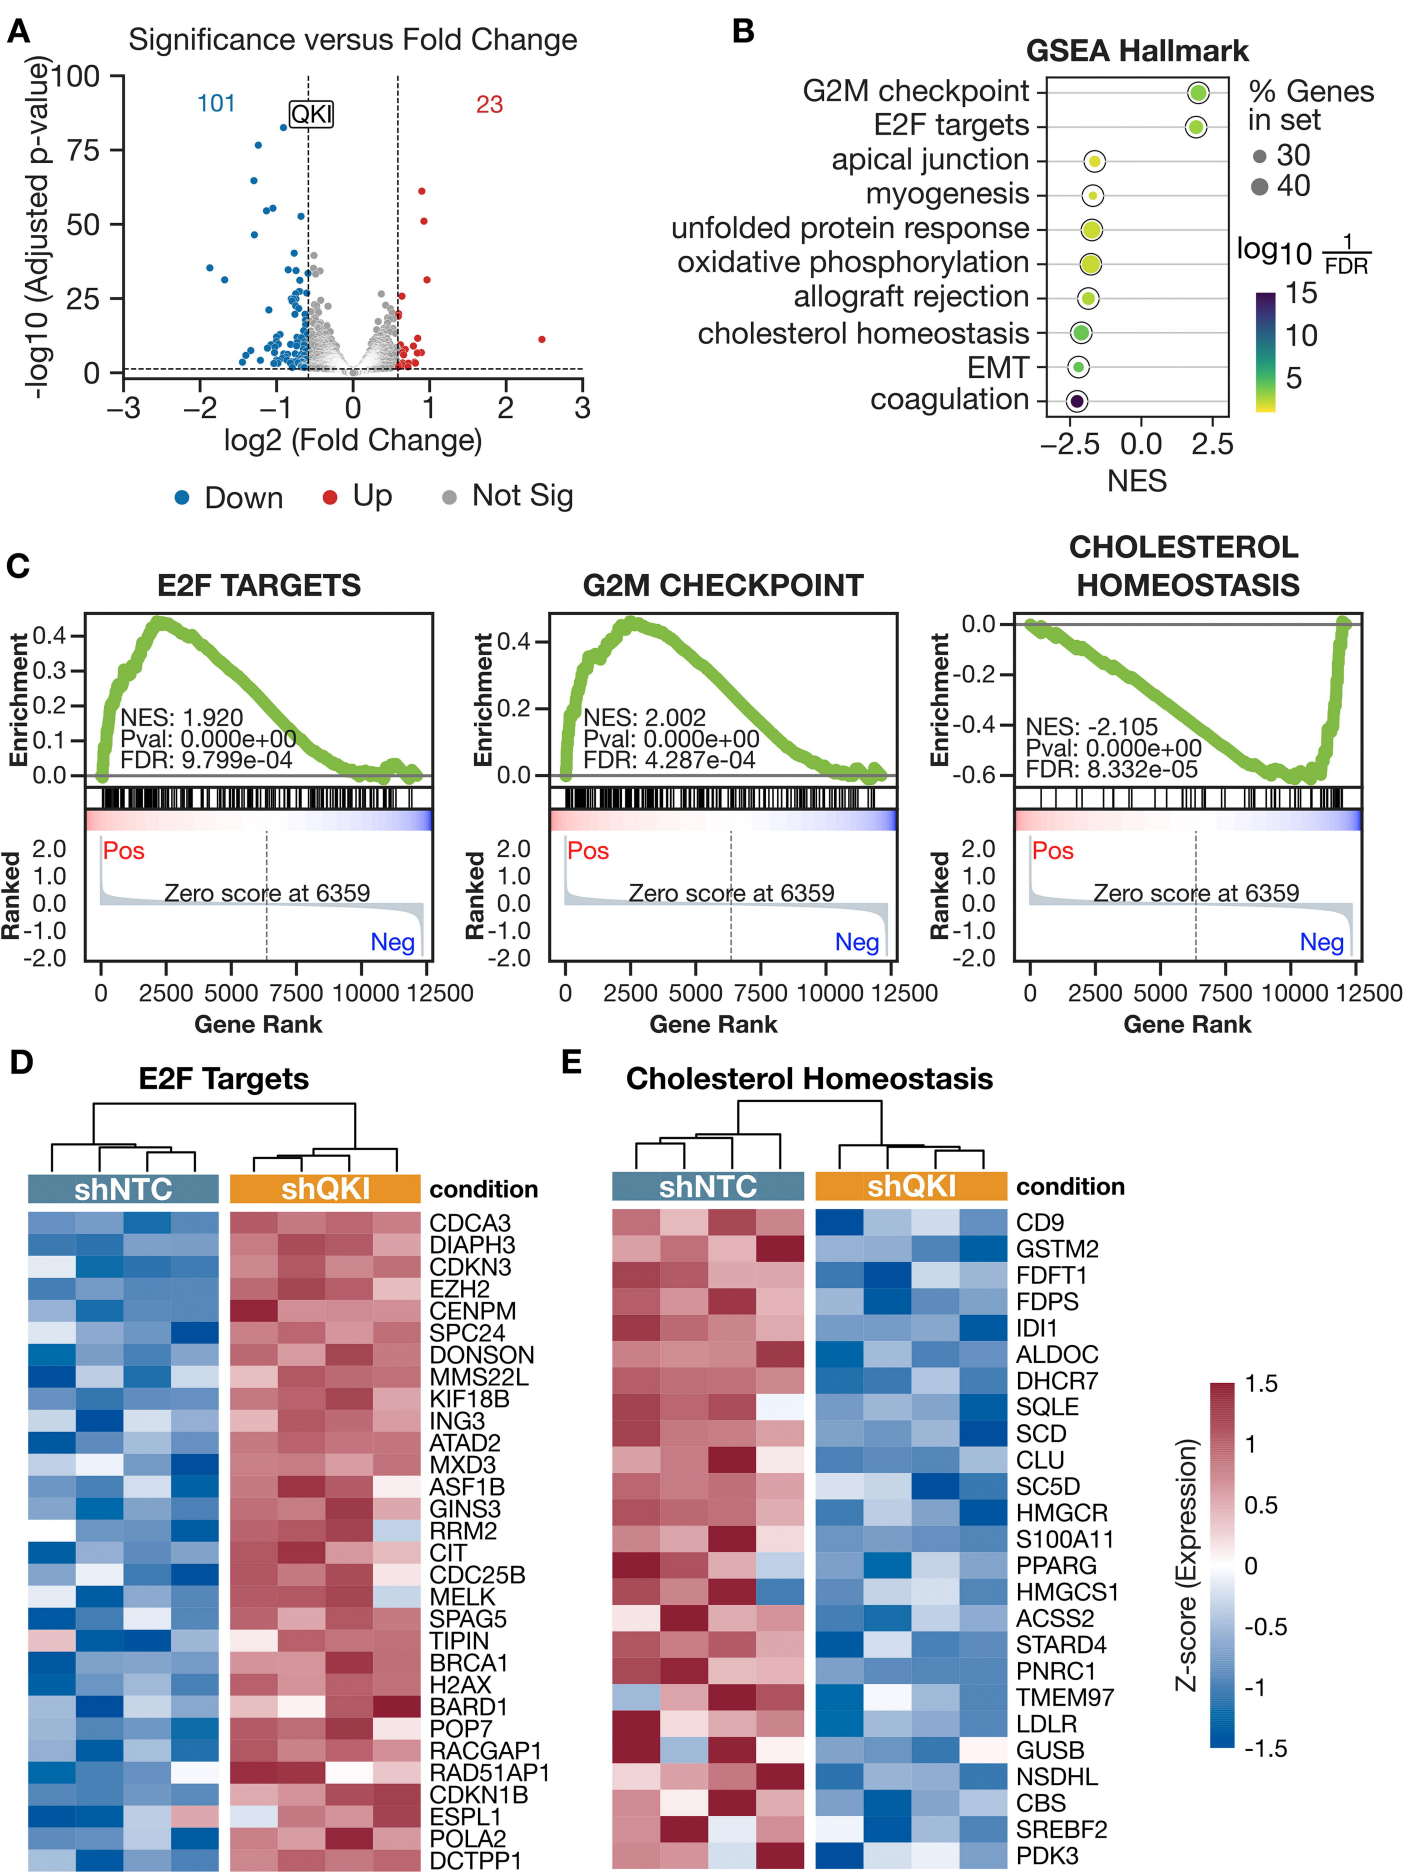 A
Significance versus Fold Change
-log10 (Adjusted p-value)
100
75
50
25
0
101
QKI
23
−3
−2
−1
0
1
2
3
log2 (Fold Change)
Down
Up
Not Sig
B
GSEA Hallmark
G2M checkpoint
E2F targets
apical junction
myogenesis
unfolded protein response
oxidative phosphorylation
allograft rejection
cholesterol homeostasis
EMT
coagulation
−2.5
0.0
2.5
NES
% Genes
in set
30
40
log10 1/FDR
15
10
5
C
E2F TARGETS
Enrichment
0.4
0.3
0.2
0.1
0.0
NES: 1.920
Pval: 0.000e+00
FDR: 9.799e-04
Ranked
2.0
1.0
0.0
-1.0
-2.0
Pos
Zero score at 6359
Neg
0
2500
5000
7500
10000
12500
Gene Rank
G2M CHECKPOINT
Enrichment
0.4
0.2
0.0
NES: 2.002
Pval: 0.000e+00
FDR: 4.287e-04
Ranked
2.0
1.0
0.0
-1.0
-2.0
Pos
Zero score at 6359
Neg
0
2500
5000
7500
10000
12500
Gene Rank
CHOLESTEROL
HOMEOSTASIS
Enrichment
0.0
-0.2
-0.4
-0.6
NES: -2.105
Pval: 0.000e+00
FDR: 8.332e-05
Ranked
2.0
1.0
0.0
-1.0
-2.0
Pos
Zero score at 6359
Neg
0
2500
5000
7500
10000
12500
Gene Rank
D
E2F Targets
shNTC
shQKI
condition
CDCA3
DIAPH3
CDKN3
EZH2
CENPM
SPC24
DONSON
MMS22L
KIF18B
ING3
ATAD2
MXD3
ASF1B
GINS3
RRM2
CIT
CDC25B
MELK
SPAG5
TIPIN
BRCA1
H2AX
BARD1
POP7
RACGAP1
RAD51AP1
CDKN1B
ESPL1
POLA2
DCTPP1
E
Cholesterol Homeostasis
shNTC
shQKI
condition
CD9
GSTM2
FDFT1
FDPS
IDI1
ALDOC
DHCR7
SQLE
SCD
CLU
SC5D
HMGCR
S100A11
PPARG
HMGCS1
ACSS2
STARD4
PNRC1
TMEM97
LDLR
GUSB
NSDHL
CBS
SREBF2
PDK3
Z-score (Expression)
1.5
1
0.5
0
-0.5
-1
-1.5